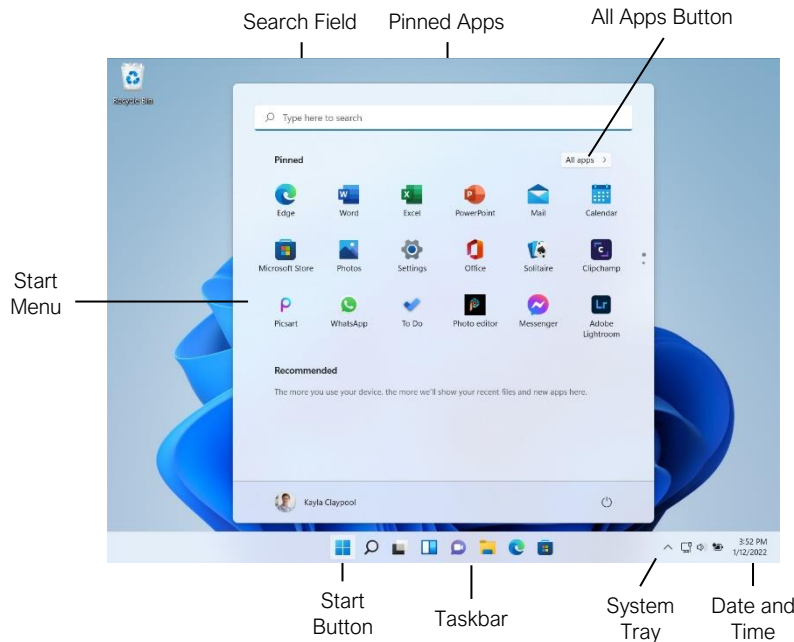 Search Field Pinned Apps All Apps Button
Recycle Bin
Type here to search
Pinned All apps >
Edge Word Excel PowerPoint Mail Calendar
Microsoft Store Photos Settings Office Solitaire Clipchamp
Start
Menu
Picsart WhatsApp To Do Photo editor Messenger Adobe
Lightroom
Recommended
The more you use your device, the more we'll show your recent files and new apps here.
Kayla Claypool
3:52 PM
1/12/2022
Start
Button
Taskbar
System
Tray
Date and
Time